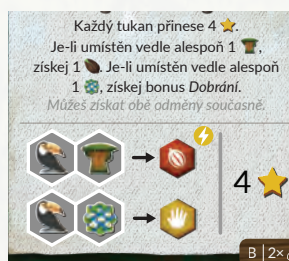 Každý tukan přinese 4
Je-li umístěn vedle alespoň 1 ,
získej 1 . Je-li umístěn vedle alespoň
1 , získej bonus Dobrání.
Můžeš získat obě odměny současně.
4
B | 2×